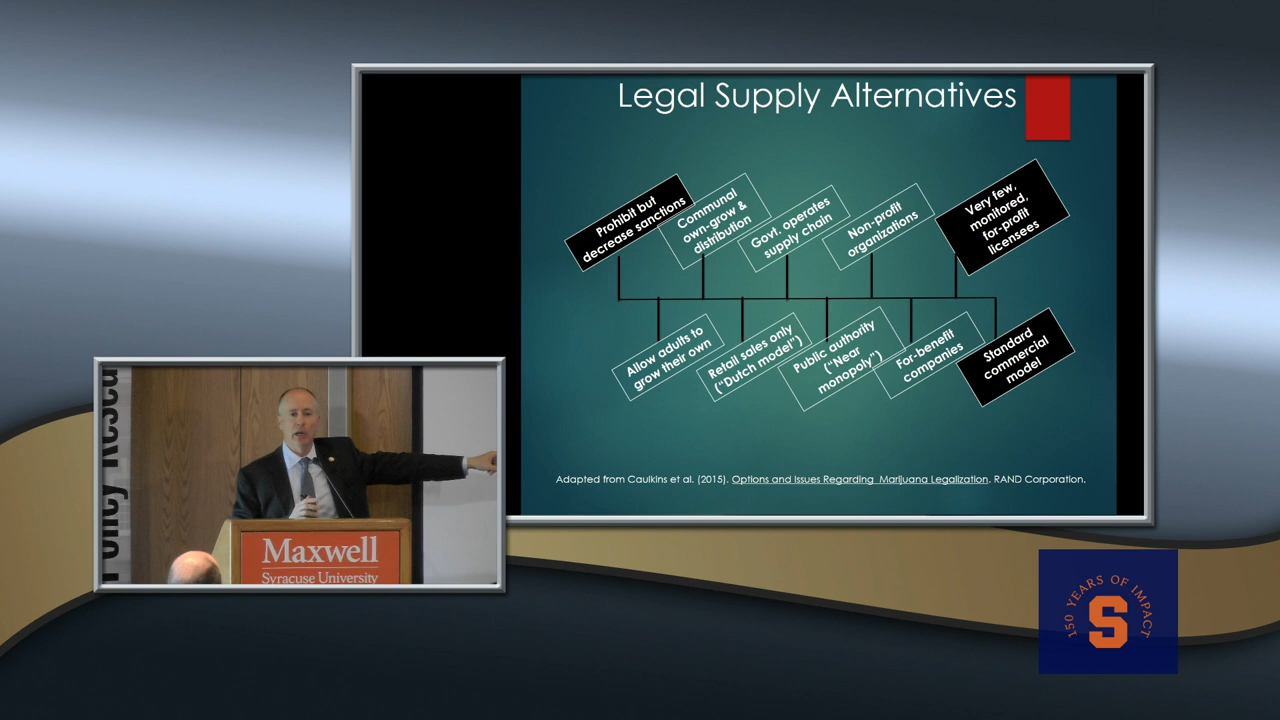 Legal Supply Alternatives
Prohibit but
decrease sanctions
Communal
own-grow &
distribution
Govt. operates
supply chain
Non-profit
organizations
Very few,
monitored,
for-profit
licensees
Allow adults to
grow their own
Retail sales only
("Dutch model")
Public authority
("Near
monopoly")
For-benefit
companies
Standard
commercial
model
Adapted from Caulkins et al. (2015). Options and Issues Regarding Marijuana Legalization. RAND Corporation.
Maxwell
Syracuse University
150 YEARS OF IMPACT
S